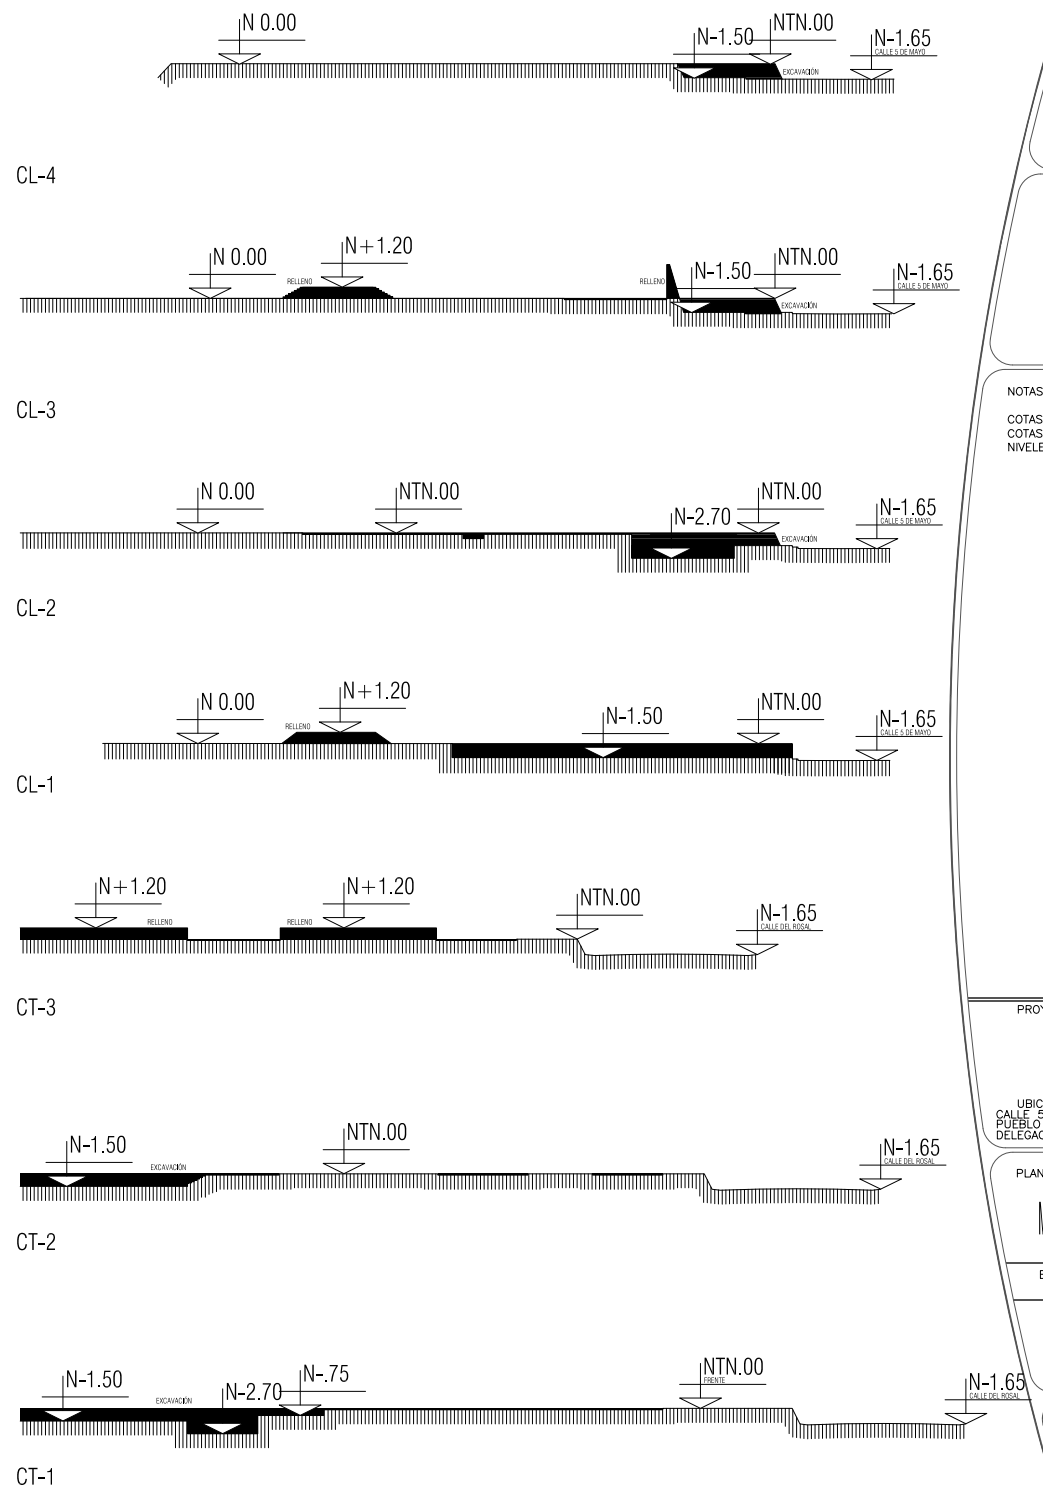 N 0.00
N-1.50
NTN.00
N-1.65
CALLE 5 DE MAYO
EXCAVACIÓN
CL-4
N 0.00
N+1.20
RELLENO
RELLENO
N-1.50
NTN.00
N-1.65
CALLE 5 DE MAYO
EXCAVACIÓN
CL-3
NOTAS
COTAS
COTAS
NIVELE
N 0.00
NTN.00
N-2.70
NTN.00
N-1.65
CALLE 5 DE MAYO
EXCAVACIÓN
CL-2
N 0.00
N+1.20
RELLENO
N-1.50
NTN.00
N-1.65
CALLE 5 DE MAYO
CL-1
N+1.20
RELLENO
N+1.20
RELLENO
NTN.00
N-1.65
CALLE DEL ROSAL
CT-3
PROY
UBIC
CALLE 5
PUEBLO
DELEGAC
N-1.50
EXCAVACIÓN
NTN.00
N-1.65
CALLE DEL ROSAL
CT-2
PLAN
N-1.50
EXCAVACIÓN
N-2.70
N-.75
NTN.00
FRENTE
N-1.65
CALLE DEL ROSAL
CT-1